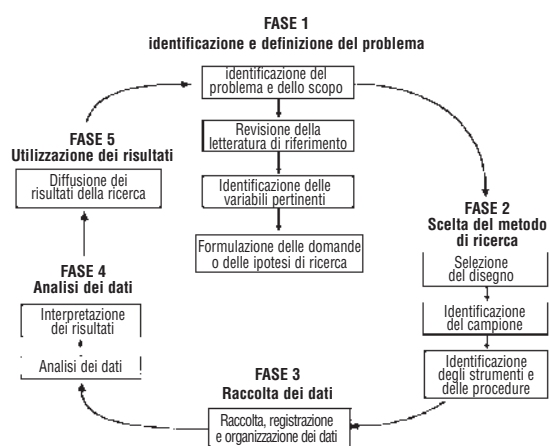 FASE 1
identificazione e definizione del problema
identificazione del
problema e dello scopo
Revisione della
letteratura di riferimento
Identificazione delle
variabili pertinenti
Formulazione delle domande
o delle ipotesi di ricerca
FASE 2
Scelta del metodo
di ricerca
Selezione
del disegno
Identificazione
del campione
Identificazione
degli strumenti e
delle procedure
FASE 3
Raccolta dei dati
Raccolta, registrazione
e organizzazione dei dati
FASE 4
Analisi dei dati
Interpretazione
dei risultati
Analisi dei dati
FASE 5
Utilizzazione dei risultati
Diffusione dei
risultati della ricerca